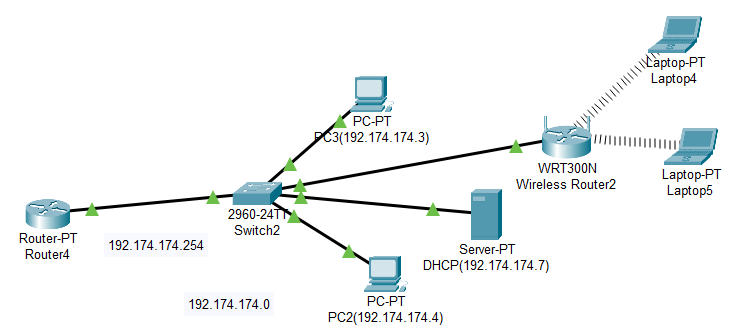 Laptop-PT
Laptop4
PC-PT
PC3(192.174.174.3)
WRT300N
Wireless Router2
Laptop-PT
Laptop5
2960-24TT
Switch2
Router-PT
Router4
192.174.174.254
Server-PT
DHCP(192.174.174.7)
192.174.174.0
PC-PT
PC2(192.174.174.4)